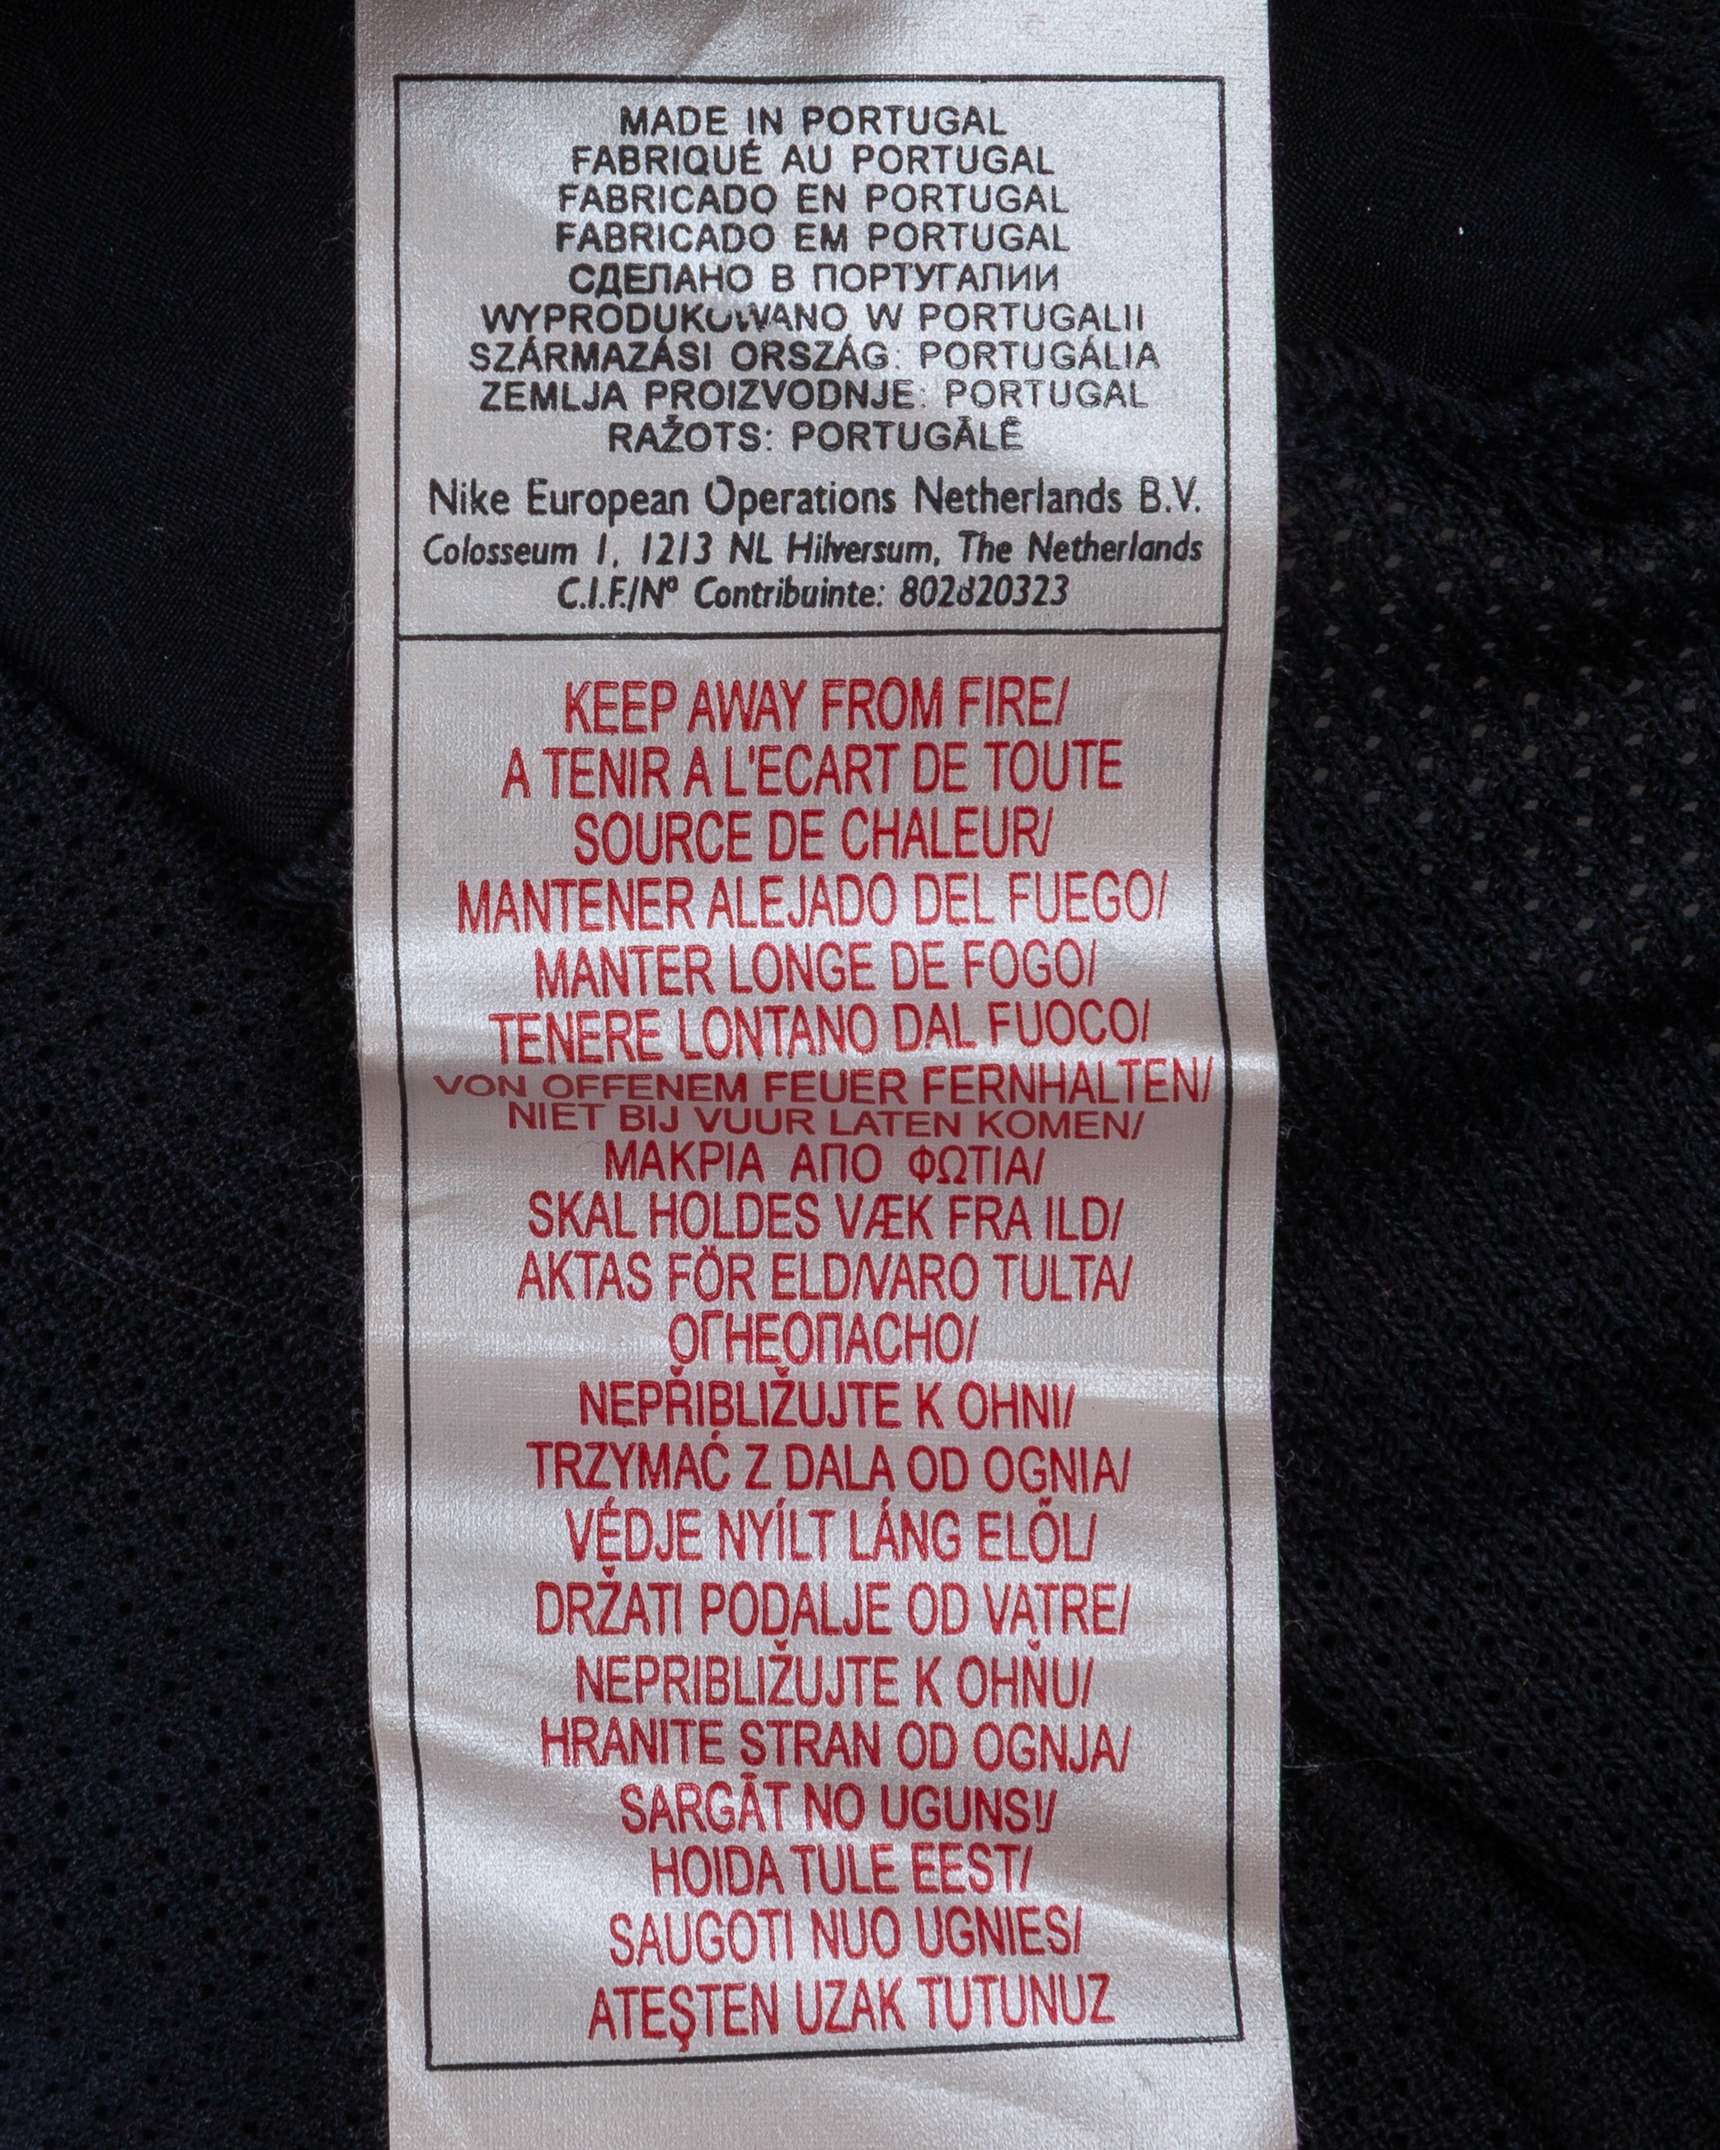 MADE IN PORTUGAL
FABRIQUÉ AU PORTUGAL
FABRICADO EN PORTUGAL
FABRICADO EM PORTUGAL
СДЕЛАНО В ПОРТУГАЛИИ
WYPRODUKOWANO W PORTUGALII
SZÁRMAZÁSI ORSZÁG: PORTUGÁLIA
ZEMLJA PROIZVODNJE: PORTUGAL
RAŽOTS: PORTUGĀLĒ
Nike European Operations Netherlands B.V.
Colosseum 1, 1213 NL Hilversum, The Netherlands
C.I.F./Nº Contribuinte: 802820323
KEEP AWAY FROM FIRE/
A TENIR A L'ECART DE TOUTE
SOURCE DE CHALEUR/
MANTENER ALEJADO DEL FUEGO/
MANTER LONGE DE FOGO/
TENERE LONTANO DAL FUOCO/
VON OFFENEM FEUER FERNHALTEN/
NIET BIJ VUUR LATEN KOMEN/
ΜΑΚΡΙΑ ΑΠΟ ΦΩΤΙΑ/
SKAL HOLDES VÆK FRA ILD/
AKTAS FÖR ELD/VARO TULTA/
ОГНЕОПАСНО/
NEPŘIBLIŽUJTE K OHNI/
TRZYMAĆ Z DALA OD OGNIA/
VÉDJE NYÍLT LÁNG ELÕL/
DRŽATI PODALJE OD VATRE/
NEPRIBLIŽUJTE K OHŇU/
HRANITE STRAN OD OGNJA/
SARGĀT NO UGUNS!/
HOIDA TULE EEST/
SAUGOTI NUO UGNIES/
ATEŞTEN UZAK TUTUNUZ